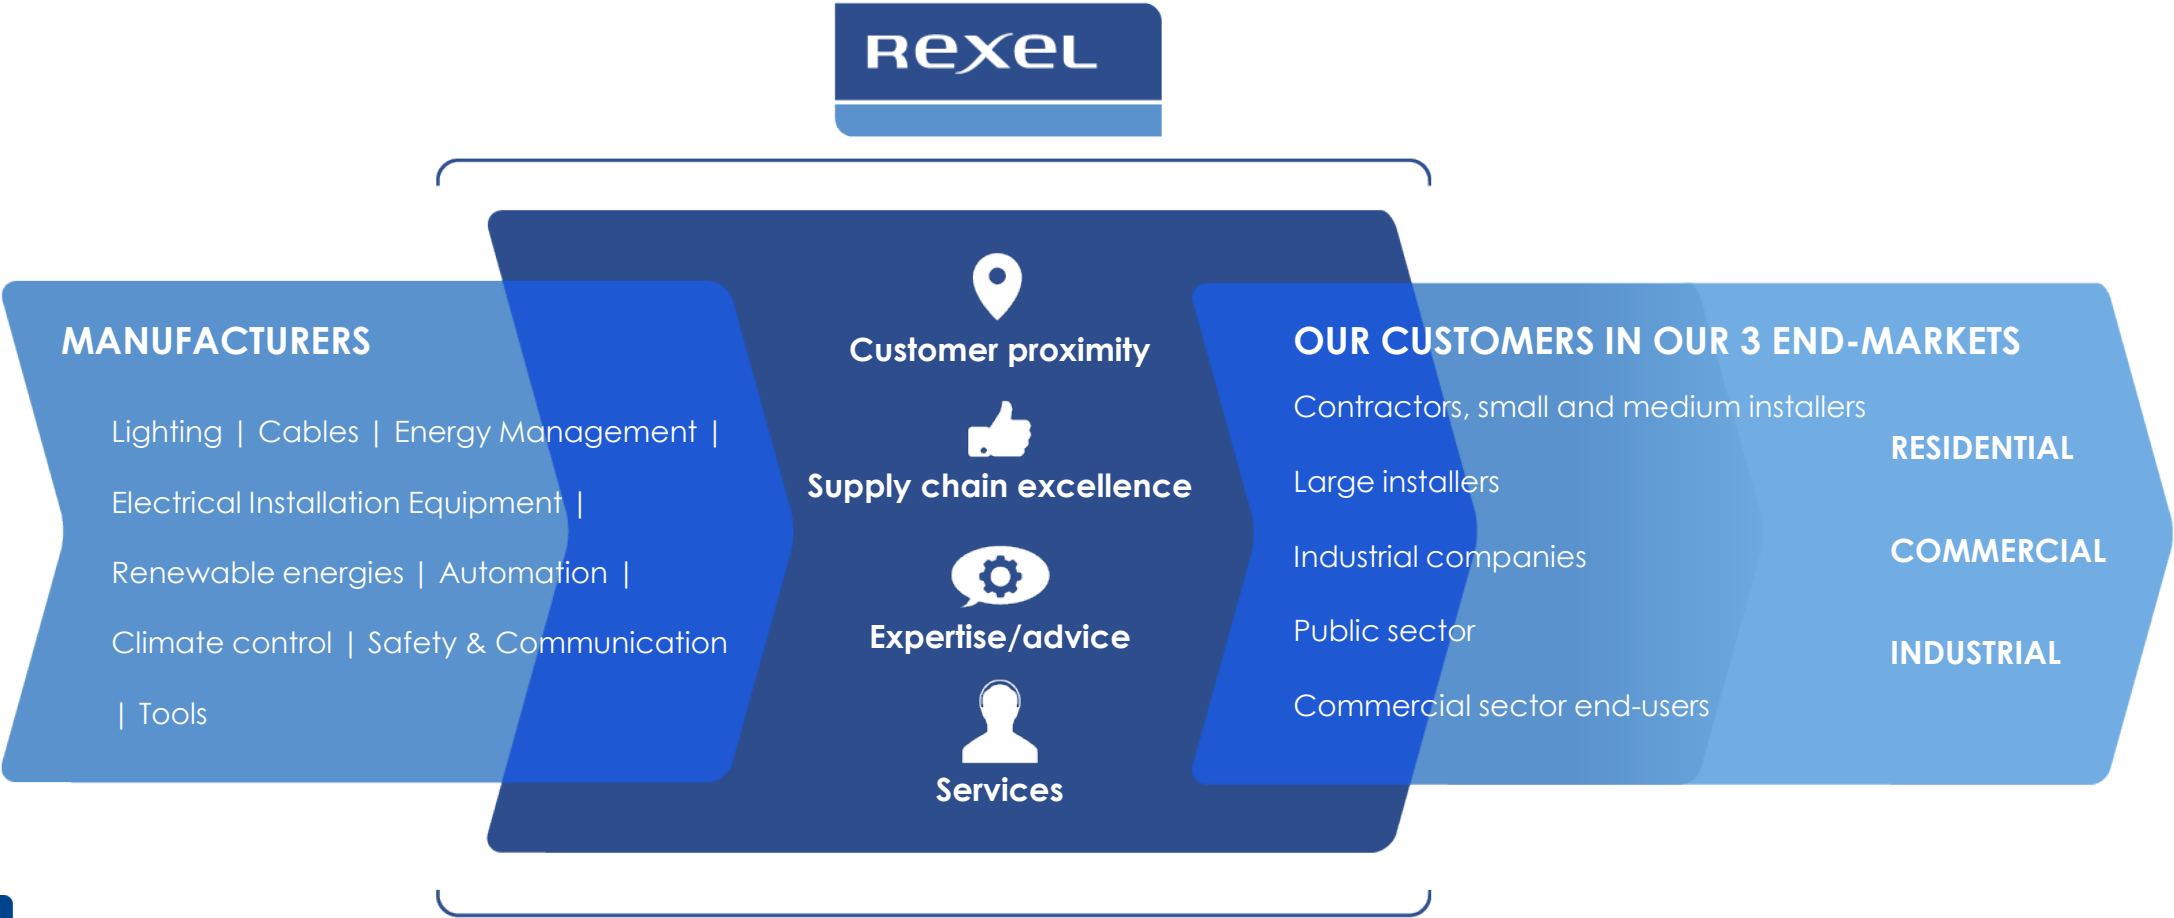 REXEL
MANUFACTURERS
Lighting | Cables | Energy Management |
Electrical Installation Equipment |
Renewable energies | Automation |
Climate control | Safety & Communication
| Tools
Customer proximity
Supply chain excellence
Expertise/advice
Services
OUR CUSTOMERS IN OUR 3 END-MARKETS
Contractors, small and medium installers
Large installers
Industrial companies
Public sector
Commercial sector end-users
RESIDENTIAL
COMMERCIAL
INDUSTRIAL